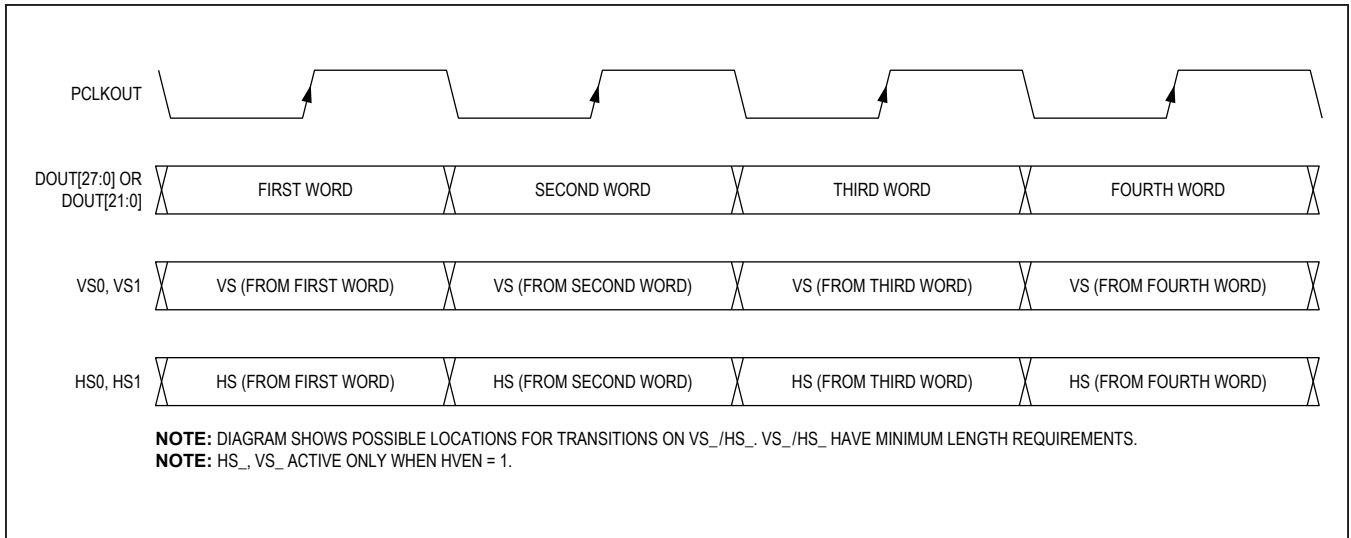 PCLKOUT
DOUT[27:0] OR
DOUT[21:0]
FIRST WORD
SECOND WORD
THIRD WORD
FOURTH WORD
VS0, VS1
VS (FROM FIRST WORD)
VS (FROM SECOND WORD)
VS (FROM THIRD WORD)
VS (FROM FOURTH WORD)
HS0, HS1
HS (FROM FIRST WORD)
HS (FROM SECOND WORD)
HS (FROM THIRD WORD)
HS (FROM FOURTH WORD)
NOTE: DIAGRAM SHOWS POSSIBLE LOCATIONS FOR TRANSITIONS ON VS_/HS_. VS_/HS_ HAVE MINIMUM LENGTH REQUIREMENTS.
NOTE: HS_, VS_ ACTIVE ONLY WHEN HVEN = 1.